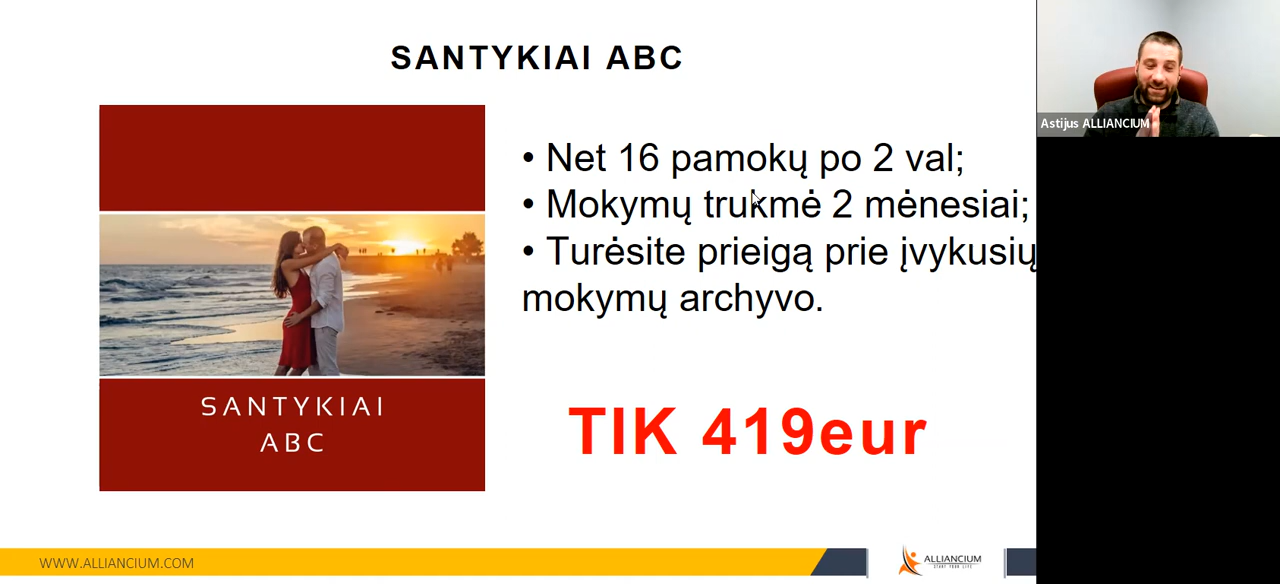 SANTYKIAI ABC
• Net 16 pamokų po 2 val;
• Mokymų trukmė 2 mėnesiai;
• Turėsite prieigą prie įvykusių
mokymų archyvo.
SANTYKIAI
ABC
TIK 419eur
Astijus ALLIANCIUM
WWW.ALLIANCIUM.COM
ALLIANCIUM
START YOUR LIFE